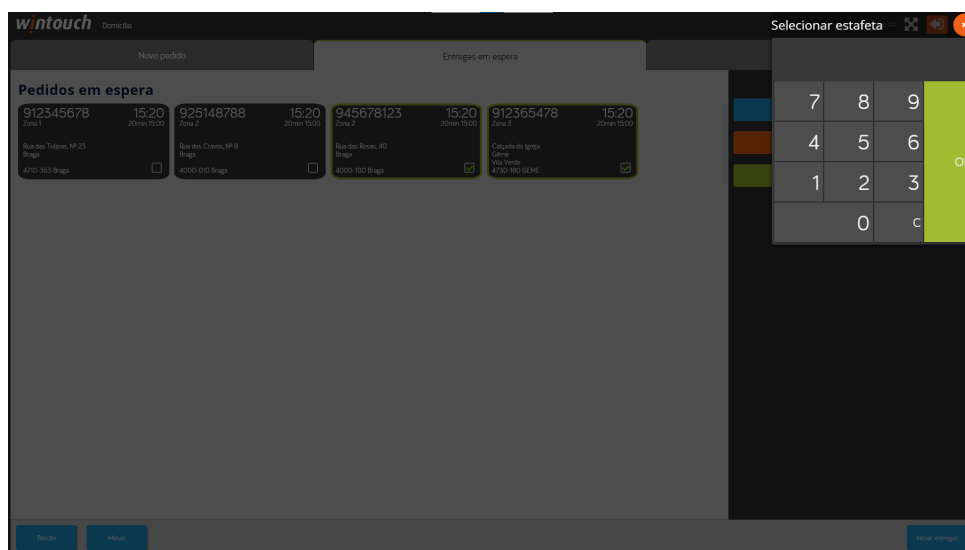 wintouch Domicílio
Selecionar estafeta
Novo pedido
Entregas em espera
Pedidos em espera
912345678 15:20
Zona 1 20min 15:00
Rua das Tulipas, Nº 23
Braga
4710-363 Braga
925148788 15:20
Zona 2 20min 15:00
Rua dos Cravos, Nº 8
Braga
4000-010 Braga
945678123 15:20
Zona 2 20min 15:00
Rua das Rosas, 40
Braga
4000-100 Braga
912365478 15:20
Zona 3 20min 15:00
Calçada da Igreja
Géme
Vila Verde
4730-180 GEME
7 8 9
4 5 6
1 2 3
0 C
Balcão
Mesas
Iniciar entregas